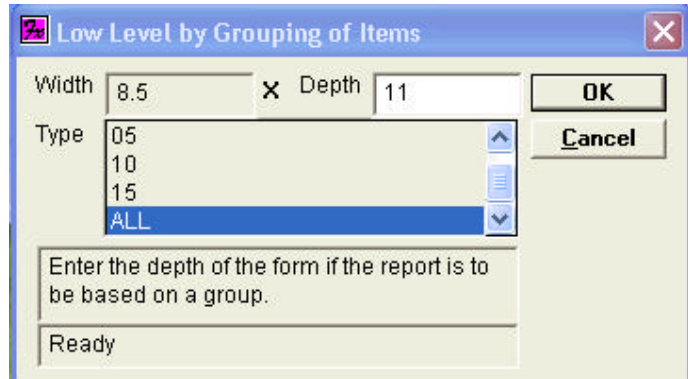 Low Level by Grouping of Items
Width 8.5 X Depth 11 OK
Type 05 Cancel
10
15
ALL
Enter the depth of the form if the report is to
be based on a group.
Ready